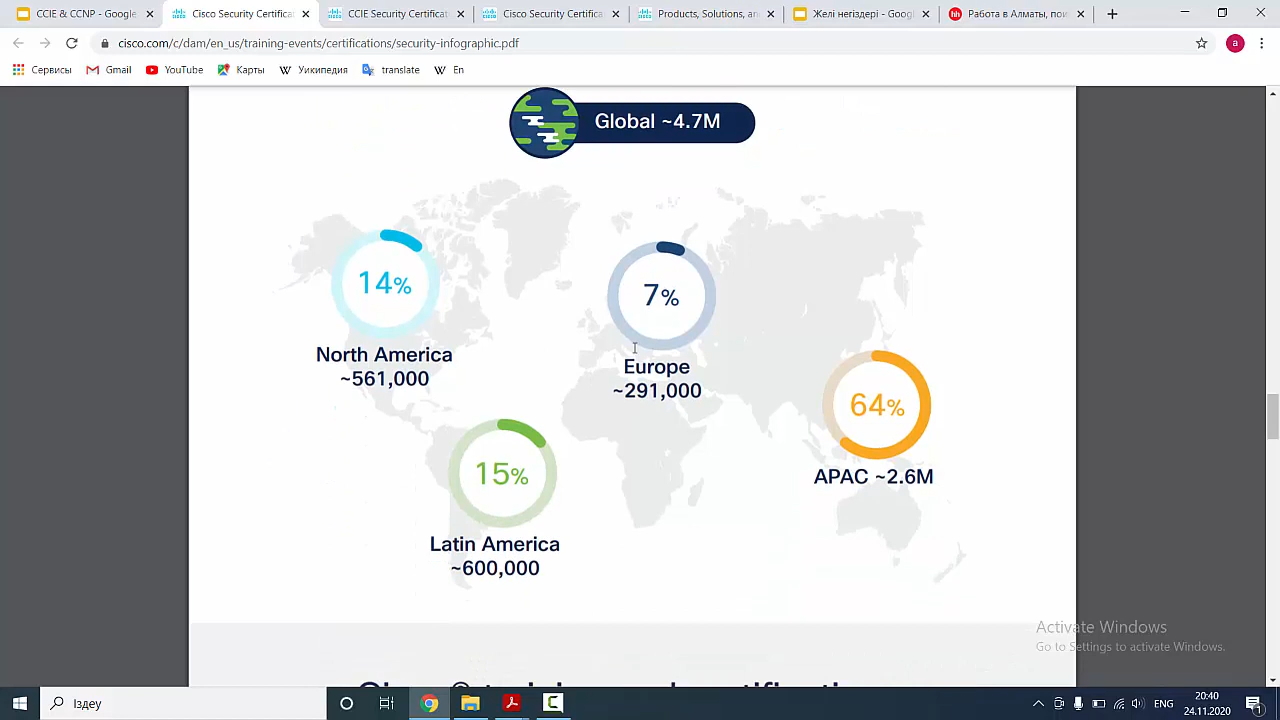 CCIE & CCNP - Google
Cisco Security Certificat
CCIE Security Certificat
Cisco Security Certificat
Products, Solutions, an
Желі негіздері - Google
Работа в Алматы, пои
cisco.com/c/dam/en_us/training-events/certifications/security-infographic.pdf
a
Сервисы
Gmail
YouTube
Карты
Уикипедия
translate
En
Global ~4.7M
14%
North America
~561,000
7%
Europe
~291,000
64%
APAC ~2.6M
15%
Latin America
~600,000
Activate Windows
Go to Settings to activate Windows.
Іздеу
ENG
20:40
24.11.2020